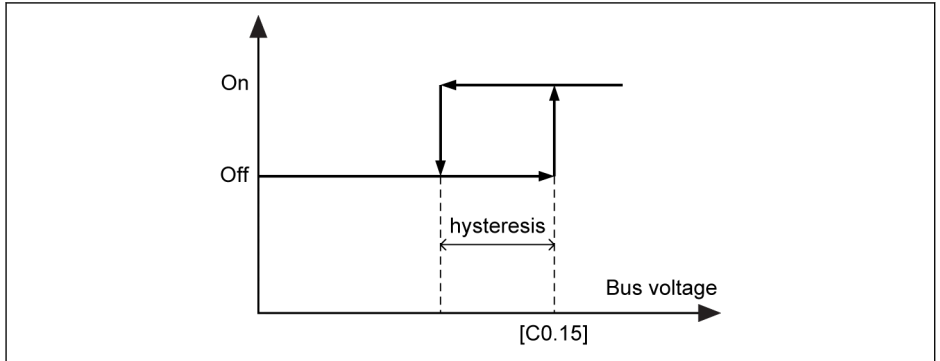 On
Off
hysteresis
Bus voltage
[C0.15]